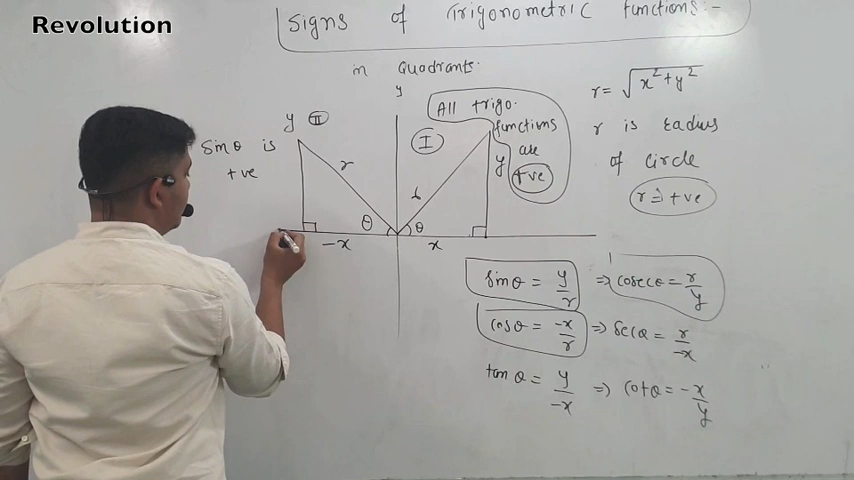 Revolution
Signs of Trigonometric functions:-
in Quadrants.
y
y II
Sinθ is
+ve
r
θ
-x
I
All trigo.
functions
are
+ve
r
y
θ
x
r = √x²+y²
r is radius
of circle
r ⇒ +ve
sinθ = y/r ⇒ cosecθ = r/y
cosθ = -x/r ⇒ secθ = r/-x
tanθ = y/-x ⇒ cotθ = -x/y